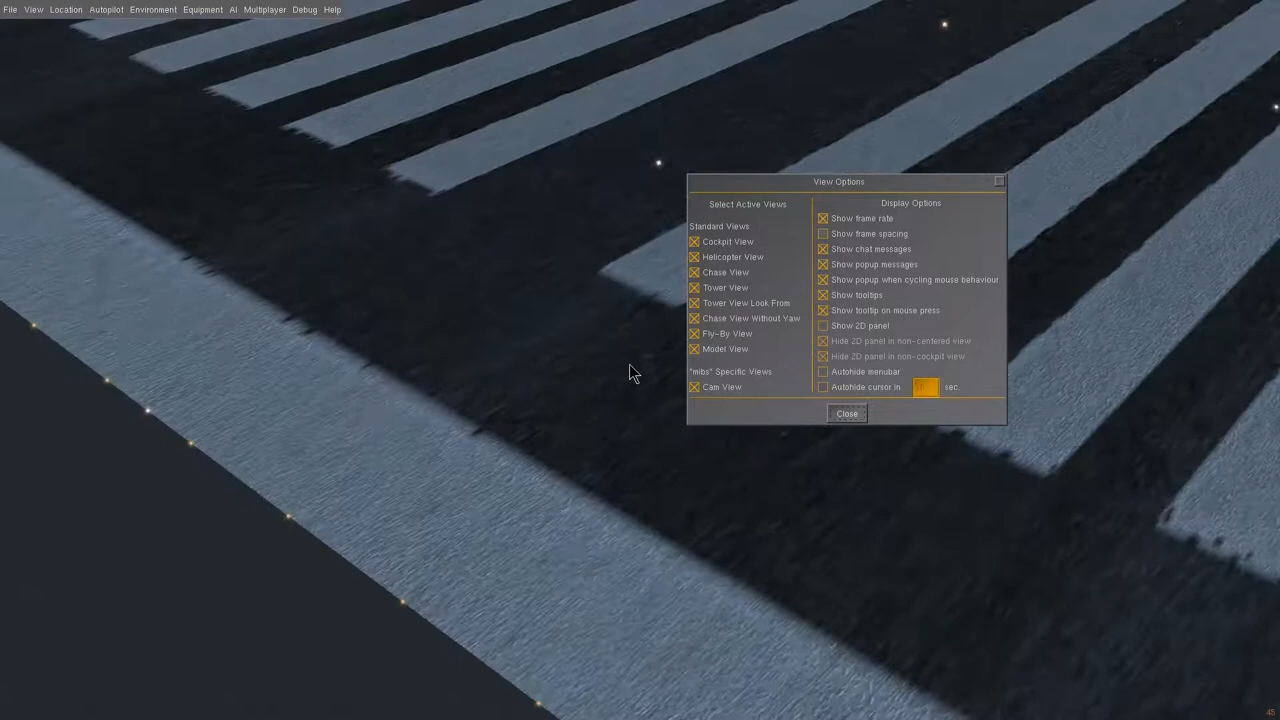 File View Location Autopilot Environment Equipment AI Multiplayer Debug Help
View Options
Select Active Views
Standard Views
Cockpit View
Helicopter View
Chase View
Tower View
Tower View Look From
Chase View Without Yaw
Fly-By View
Model View
"mibs" Specific Views
Cam View
Display Options
Show frame rate
Show frame spacing
Show chat messages
Show popup messages
Show popup when cycling mouse behaviour
Show tooltips
Show tooltip on mouse press
Show 2D panel
Hide 2D panel in non-centered view
Hide 2D panel in non-cockpit view
Autohide menubar
Autohide cursor in sec.
Close
45